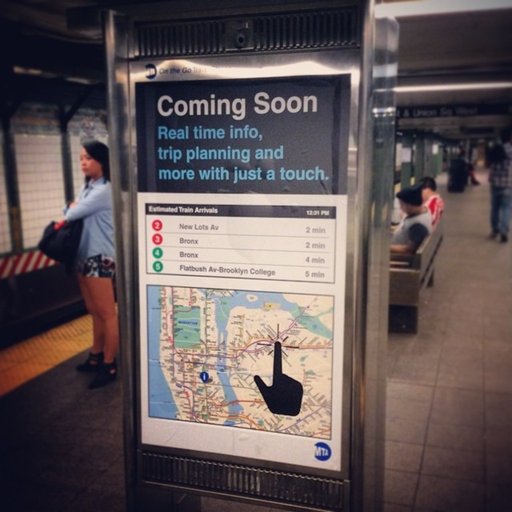 On the Go
Coming Soon
Real time info,
trip planning and
more with just a touch.
Estimated Train Arrivals 12:01 PM
2 New Lots Av 2 min
3 Bronx 2 min
4 Bronx 4 min
5 Flatbush Av-Brooklyn College 5 min
i
MTA
& Union Sq